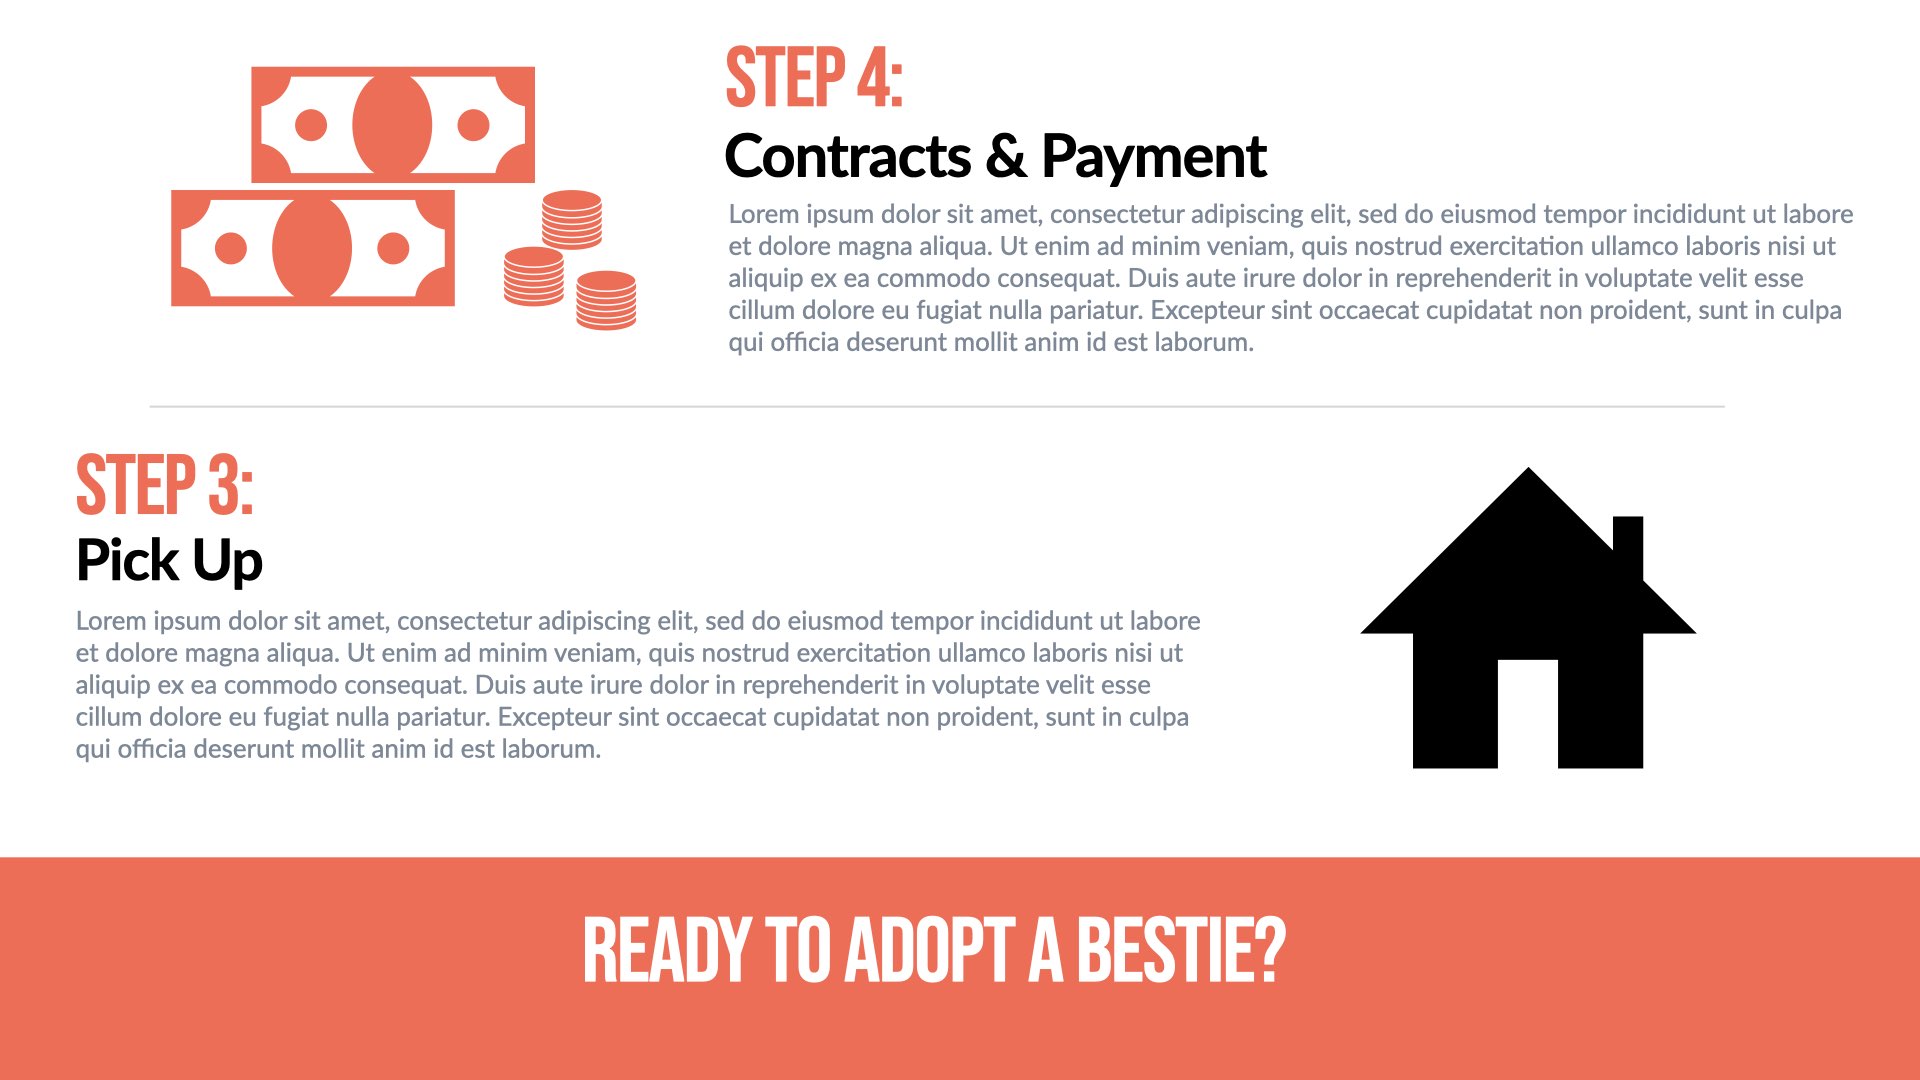 STEP 4:
Contracts & Payment
Lorem ipsum dolor sit amet, consectetur adipiscing elit, sed do eiusmod tempor incididunt ut labore
et dolore magna aliqua. Ut enim ad minim veniam, quis nostrud exercitation ullamco laboris nisi ut
aliquip ex ea commodo consequat. Duis aute irure dolor in reprehenderit in voluptate velit esse
cillum dolore eu fugiat nulla pariatur. Excepteur sint occaecat cupidatat non proident, sunt in culpa
qui officia deserunt mollit anim id est laborum.
STEP 3:
Pick Up
Lorem ipsum dolor sit amet, consectetur adipiscing elit, sed do eiusmod tempor incididunt ut labore
et dolore magna aliqua. Ut enim ad minim veniam, quis nostrud exercitation ullamco laboris nisi ut
aliquip ex ea commodo consequat. Duis aute irure dolor in reprehenderit in voluptate velit esse
cillum dolore eu fugiat nulla pariatur. Excepteur sint occaecat cupidatat non proident, sunt in culpa
qui officia deserunt mollit anim id est laborum.
READY TO ADOPT A BESTIE?